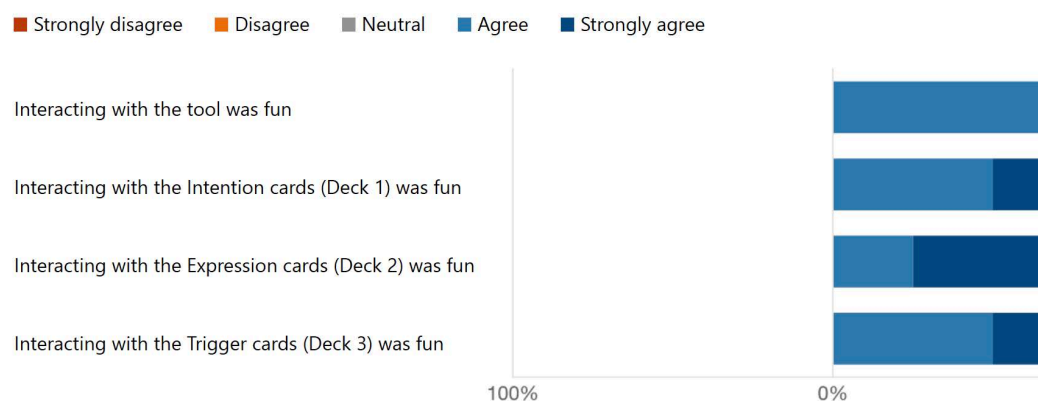 Strongly disagree Disagree Neutral Agree Strongly agree
Interacting with the tool was fun
Interacting with the Intention cards (Deck 1) was fun
Interacting with the Expression cards (Deck 2) was fun
Interacting with the Trigger cards (Deck 3) was fun
100% 0%